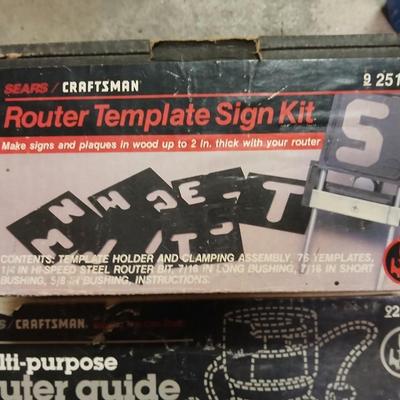 SEARS / CRAFTSMAN
9 251
Router Template Sign Kit
Make signs and plaques in wood up to 2 in. thick with your router
S
N H E - T
M / / T S
CONTENTS: TEMPLATE HOLDER AND CLAMPING ASSEMBLY, 76 TEMPLATES,
1/4 IN HI-SPEED STEEL ROUTER BIT, 7/16 IN LONG BUSHING, 7/16 IN SHORT
BUSHING, 5/8 IN BUSHING, INSTRUCTIONS.
/ CRAFTSMAN
lti-purpose
uter guide